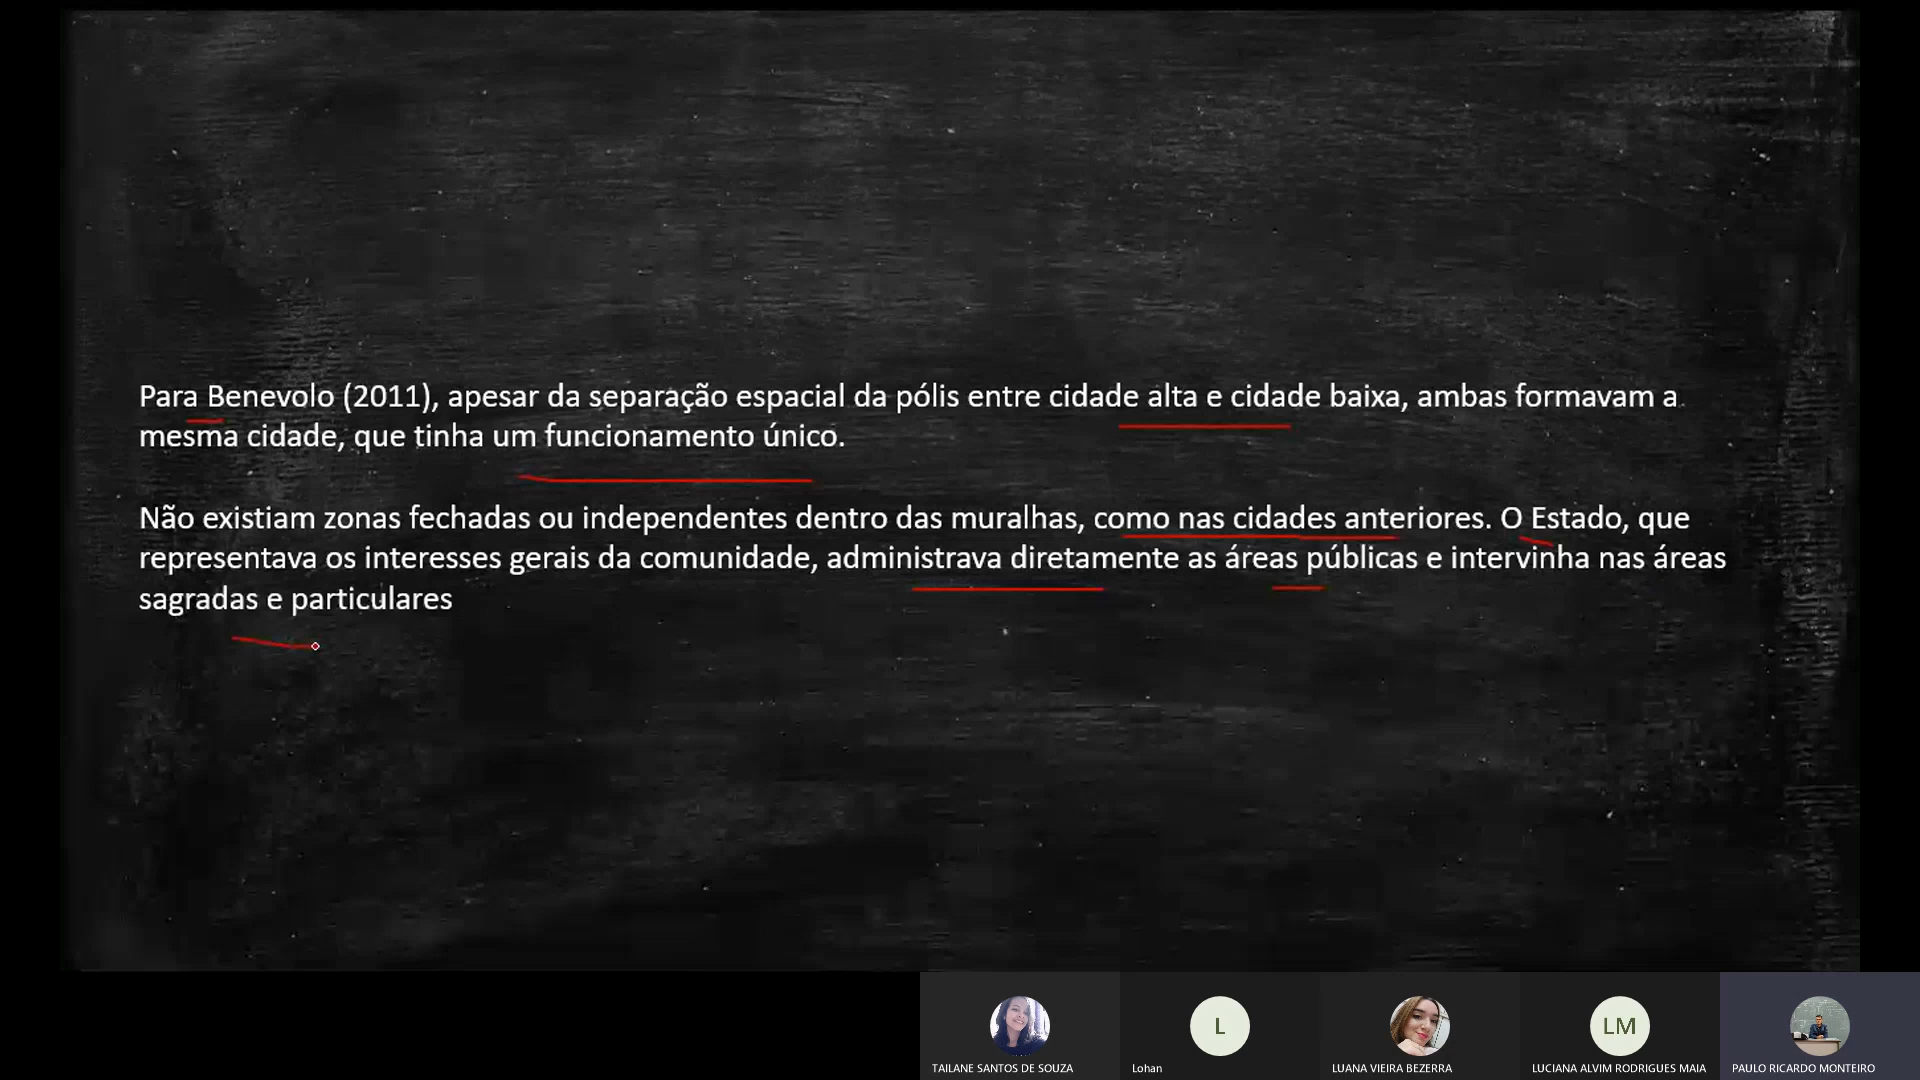 Para Benevolo (2011), apesar da separação espacial da pólis entre cidade alta e cidade baixa, ambas formavam a
mesma cidade, que tinha um funcionamento único.
Não existiam zonas fechadas ou independentes dentro das muralhas, como nas cidades anteriores. O Estado, que
representava os interesses gerais da comunidade, administrava diretamente as áreas públicas e intervinha nas áreas
sagradas e particulares
L
LM
TAILANE SANTOS DE SOUZA
Lohan
LUANA VIEIRA BEZERRA
LUCIANA ALVIM RODRIGUES MAIA
PAULO RICARDO MONTEIRO